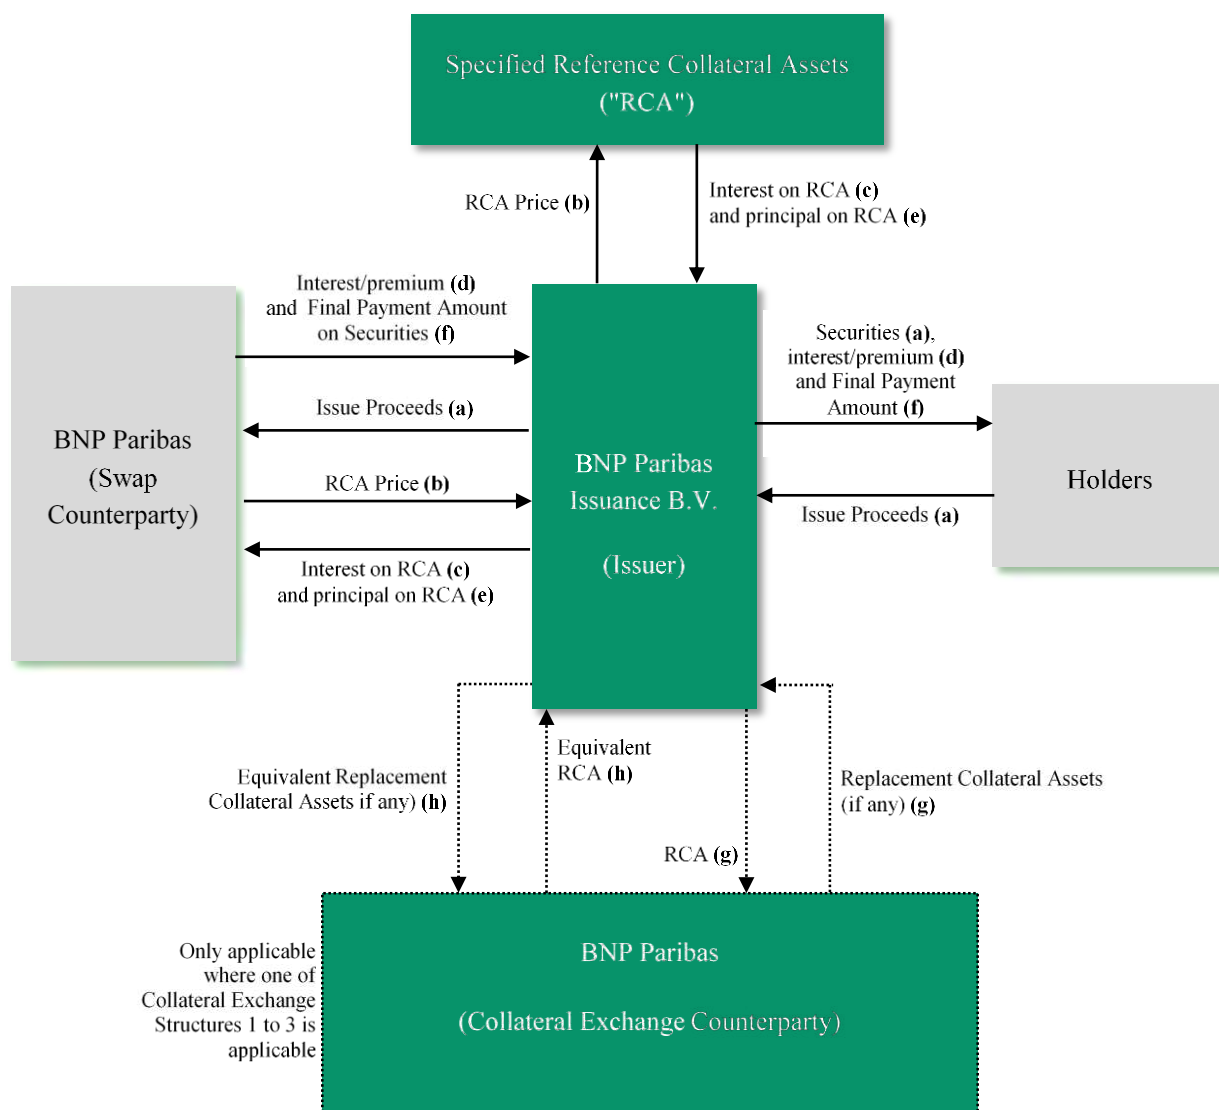 Specified Reference Collateral Assets
("RCA")
RCA Price (b)
Interest on RCA (c)
and principal on RCA (e)
Interest/premium (d)
and Final Payment Amount
on Securities (f)
Issue Proceeds (a)
RCA Price (b)
Interest on RCA (c)
and principal on RCA (e)
BNP Paribas
(Swap
Counterparty)
BNP Paribas
Issuance B.V.
(Issuer)
Securities (a),
interest/premium (d)
and Final Payment
Amount (f)
Issue Proceeds (a)
Holders
Equivalent Replacement
Collateral Assets if any) (h)
Equivalent
RCA (h)
RCA (g)
Replacement Collateral Assets
(if any) (g)
Only applicable
where one of
Collateral Exchange
Structures 1 to 3 is
applicable
BNP Paribas
(Collateral Exchange Counterparty)